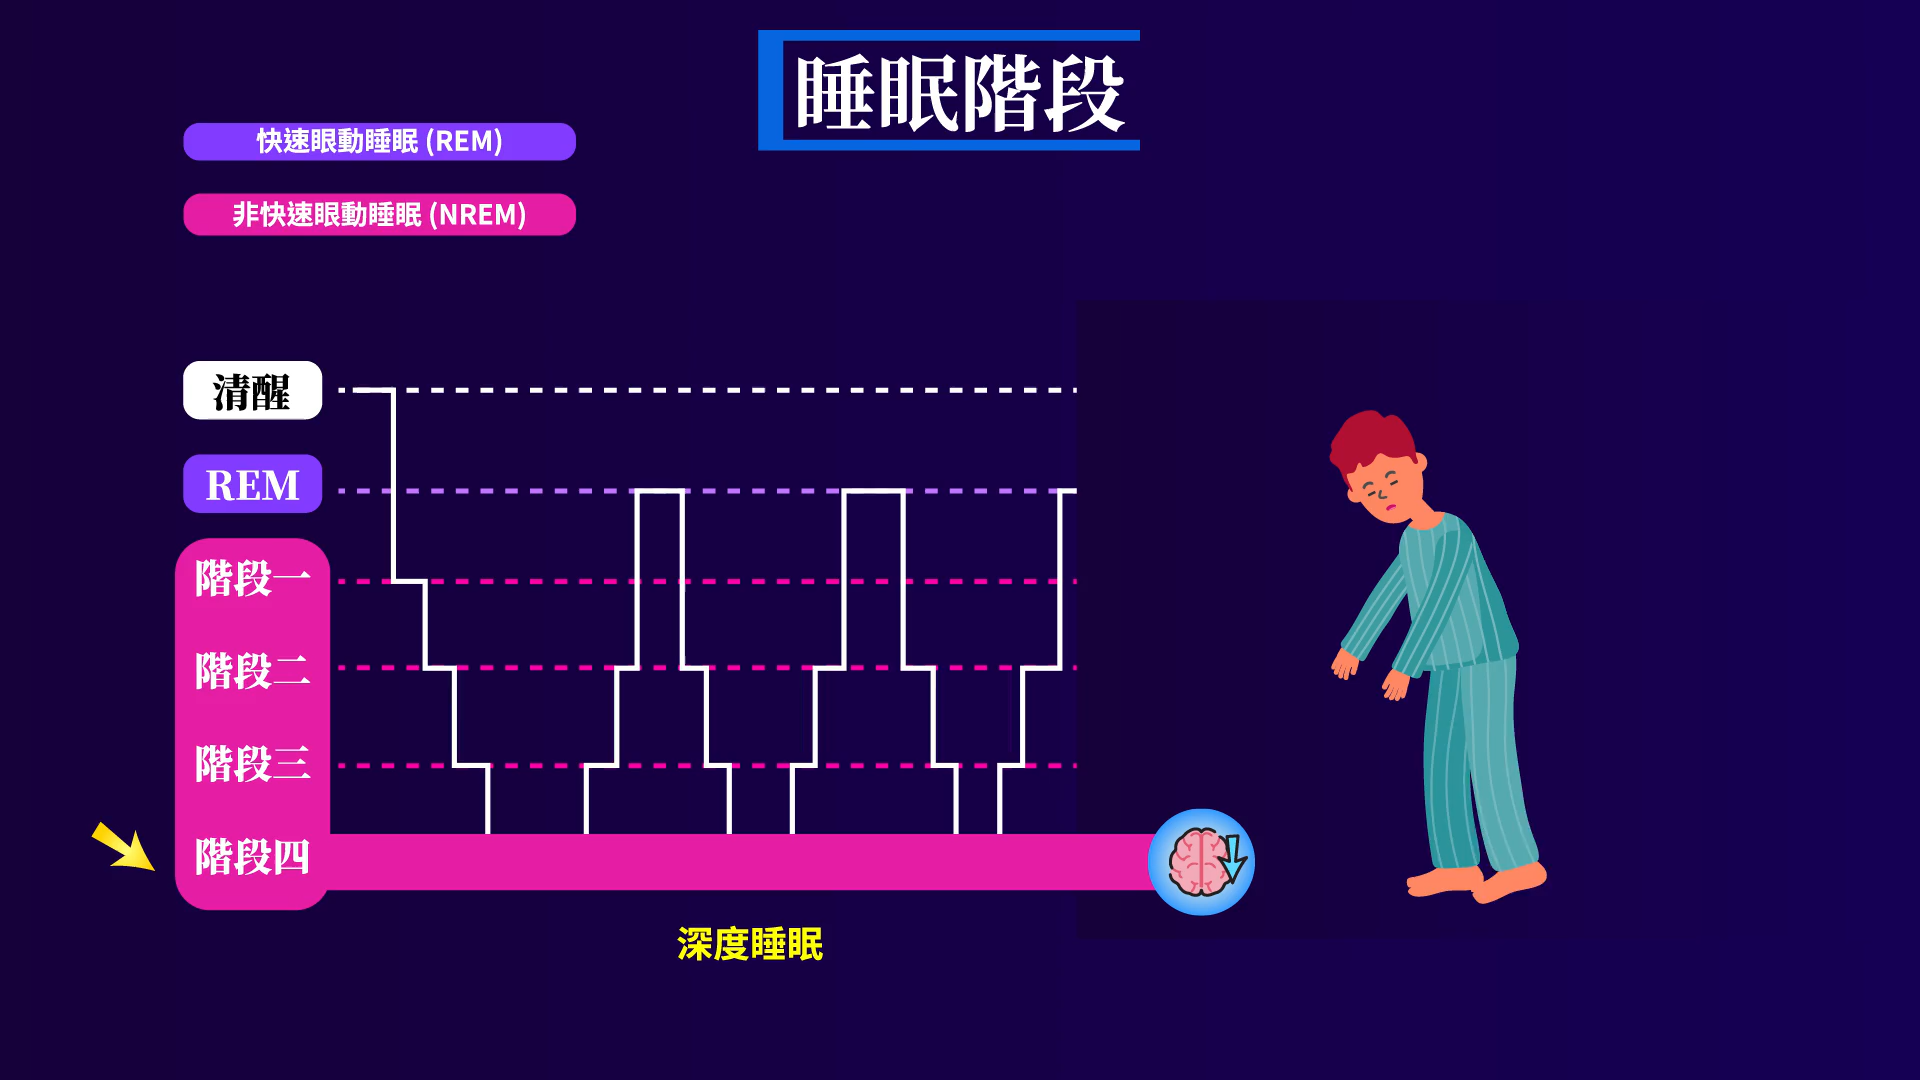 睡眠階段
快速眼動睡眠 (REM)
非快速眼動睡眠 (NREM)
清醒
REM
階段一
階段二
階段三
階段四
深度睡眠